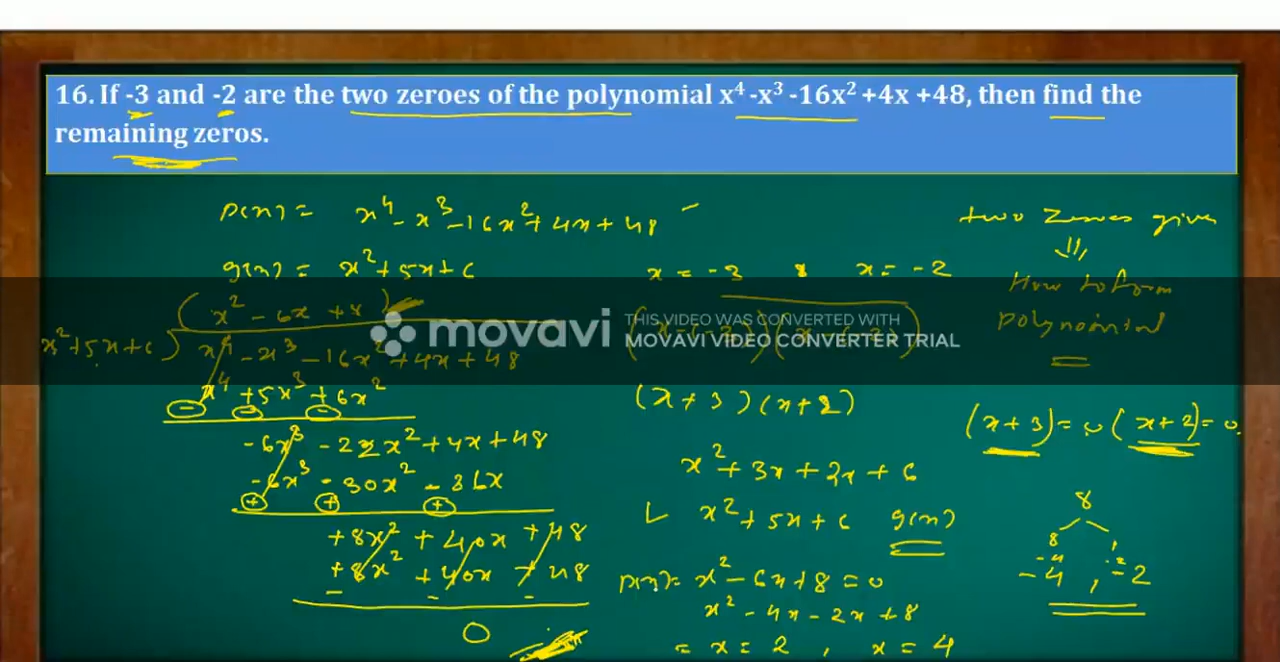 16. If -3 and -2 are the two zeroes of the polynomial x⁴ -x³ -16x² +4x +48, then find the
remaining zeros.
p(x) = x⁴ - x³ - 16x² + 4x + 48
g(x) = x² + 5x + 6
(x² - 6x + 8)
x² + 5x + 6 ) x⁴ - x³ - 16x² + 4x + 48
x⁴ + 5x³ + 6x²
- - -
-6x³ - 22x² + 4x + 48
-6x³ - 30x² - 36x
+ + +
+8x² + 40x + 48
+8x² + 40x + 48
- - -
0
x = -3 & x = -2
(x-(-3))(x-(-2))
movavi
THIS VIDEO WAS CONVERTED WITH
MOVAVI VIDEO CONVERTER TRIAL
(x+3)(x+2)
x² + 3x + 2x + 6
x² + 5x + 6 g(x)
p(x) = x² - 6x + 8 = 0
x² - 4x - 2x + 8
= x = 2 , x = 4
two zeroes given
⇓
How to form
polynomial
(x+3)=0 (x+2)=0
8
-4 , -2